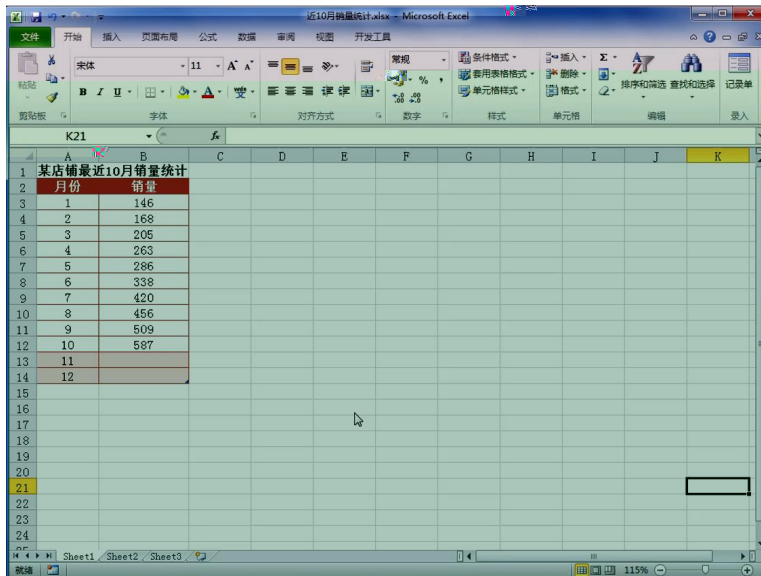 近10月销量统计.xlsx - Microsoft Excel
文件 开始 插入 页面布局 公式 数据 审阅 视图 开发工具
宋体 11 A A 常规 条件格式 插入 Σ
粘贴 B I U A 变 % , 套用表格格式 删除 排序和筛选 查找和选择 记录单
.00 .00 单元格样式 格式
剪贴板 字体 对齐方式 数字 样式 单元格 编辑 录入
K21 fx
A B C D E F G H I J K
1 某店铺最近10月销量统计
2 月份 销量
3 1 146
4 2 168
5 3 205
6 4 263
7 5 286
8 6 338
9 7 420
10 8 456
11 9 509
12 10 587
13 11
14 12
15
16
17
18
19
20
21
22
23
24
Sheet1 Sheet2 Sheet3
就绪 115%